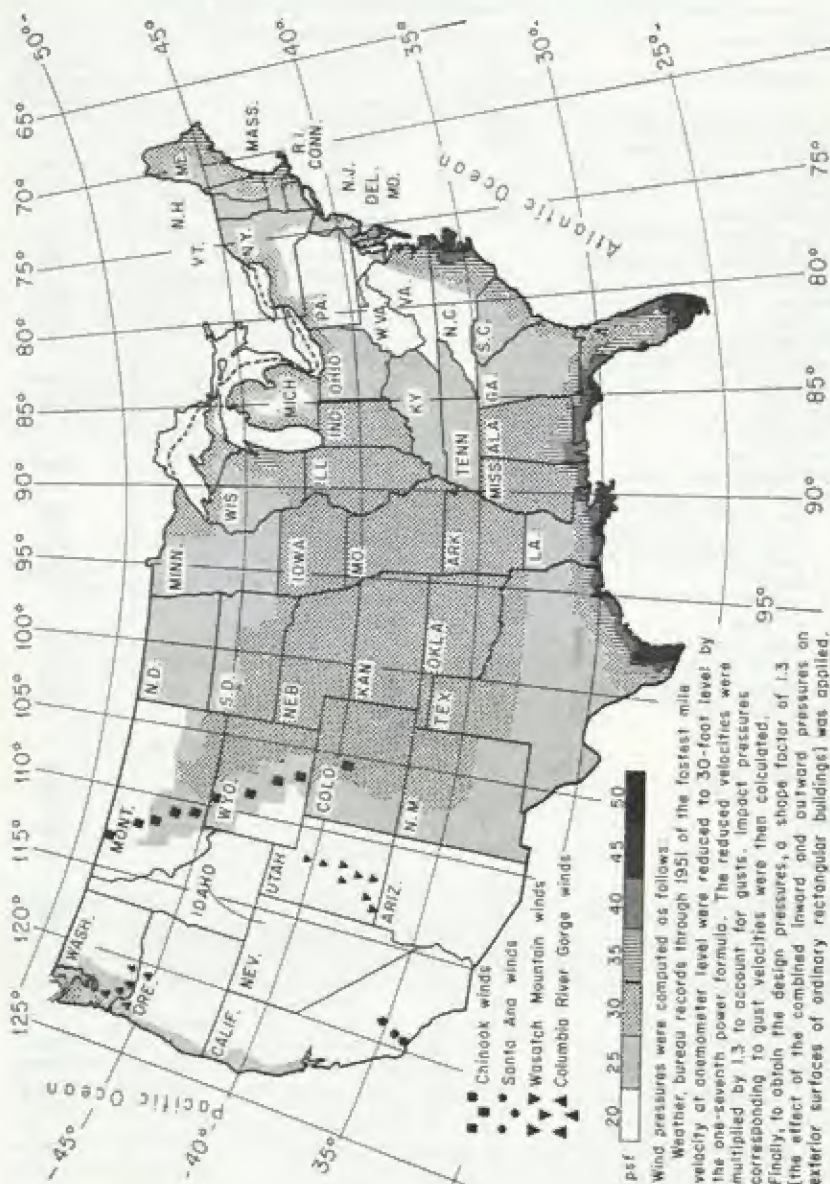 125° 120° 115° 110° 105° 100° 95° 90° 85° 80° 75° 70° 65° 50°
45°
40°
35°
30°
25°
45°
40°
35°
Pacific Ocean
Atlantic Ocean
WASH.
MONT.
N.D.
MINN.
ORE.
IDAHO
WYO.
S.D.
WIS.
MICH.
N.Y.
VT.
N.H.
ME.
MASS.
R.I.
CONN.
CALIF.
NEV.
UTAH
COLO.
NEB.
IOWA
ILL.
IND.
OHIO
PA.
N.J.
DEL.
MD.
KAN.
MO.
KY.
W.VA.
VA.
ARIZ.
N.M.
TEX.
OKLA.
ARK.
TENN.
N.C.
S.C.
LA.
MISS.
ALA.
GA.
95° 90° 85° 80° 75°
Chinook winds
Santa Ana winds
Wasatch Mountain winds
Columbia River Gorge winds
psf 20 25 30 35 40 45 50
Wind pressures were computed as follows:
Weather, bureau records through 1951 of the fastest mile
velocity at anemometer level were reduced to 30-foot level by
the one-seventh power formula. The reduced velocities were
multiplied by 1.3 to account for gusts. Impact pressures
corresponding to gust velocities were then calculated.
Finally, to obtain the design pressures, a shape factor of 1.3
(the effect of the combined inward and outward pressures on
exterior surfaces of ordinary rectangular buildings) was applied.